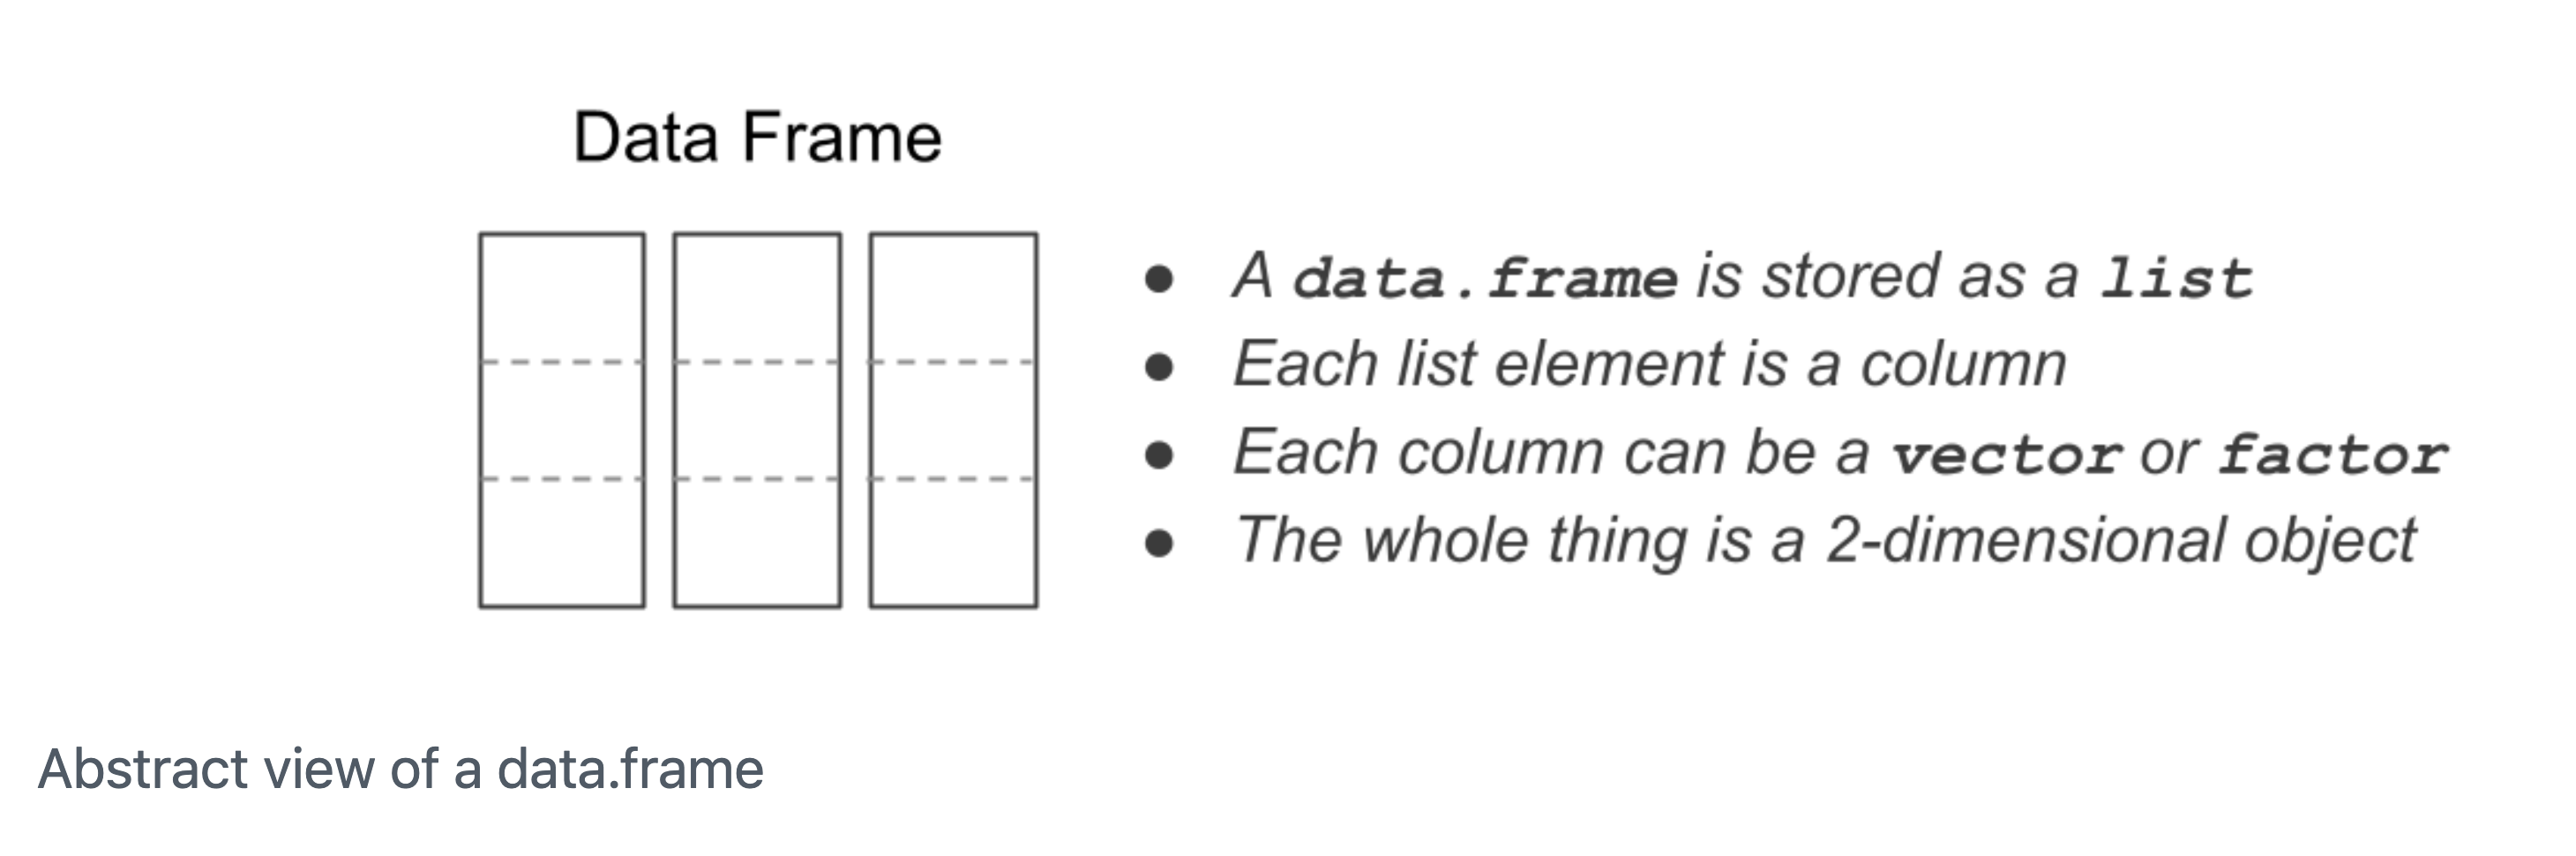 Data Frame
● A data.frame is stored as a list
● Each list element is a column
● Each column can be a vector or factor
● The whole thing is a 2-dimensional object
Abstract view of a data.frame